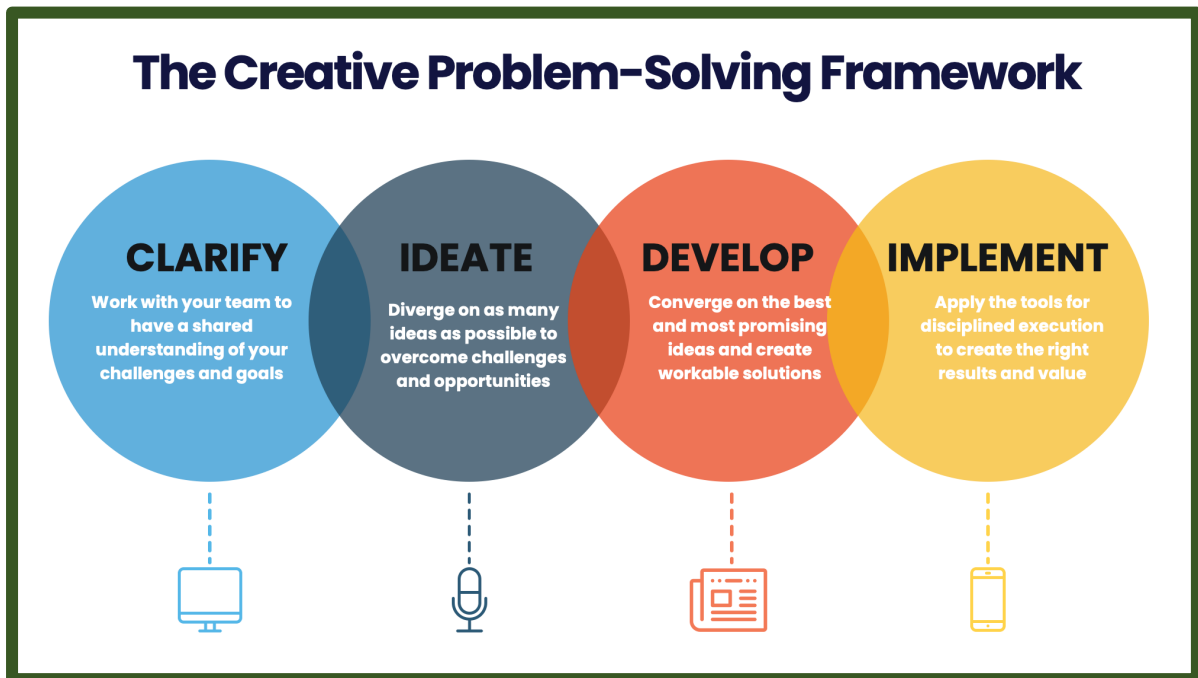 The Creative Problem-Solving Framework
CLARIFY
Work with your team to
have a shared
understanding of your
challenges and goals
IDEATE
Diverge on as many
ideas as possible to
overcome challenges
and opportunities
DEVELOP
Converge on the best
and most promising
ideas and create
workable solutions
IMPLEMENT
Apply the tools for
disciplined execution
to create the right
results and value